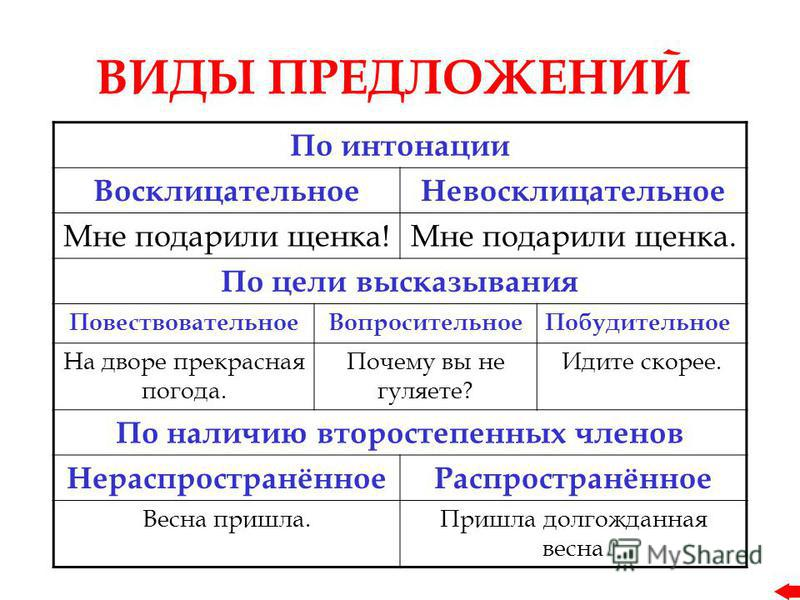 ВИДЫ ПРЕДЛОЖЕНИЙ
По интонации
Восклицательное Невосклицательное
Мне подарили щенка! Мне подарили щенка.
По цели высказывания
Повествовательное Вопросительное Побудительное
На дворе прекрасная Почему вы не Идите скорее.
погода. гуляете?
По наличию второстепенных членов
Нераспространённое Распространённое
Весна пришла. Пришла долгожданная
весна
MyShared